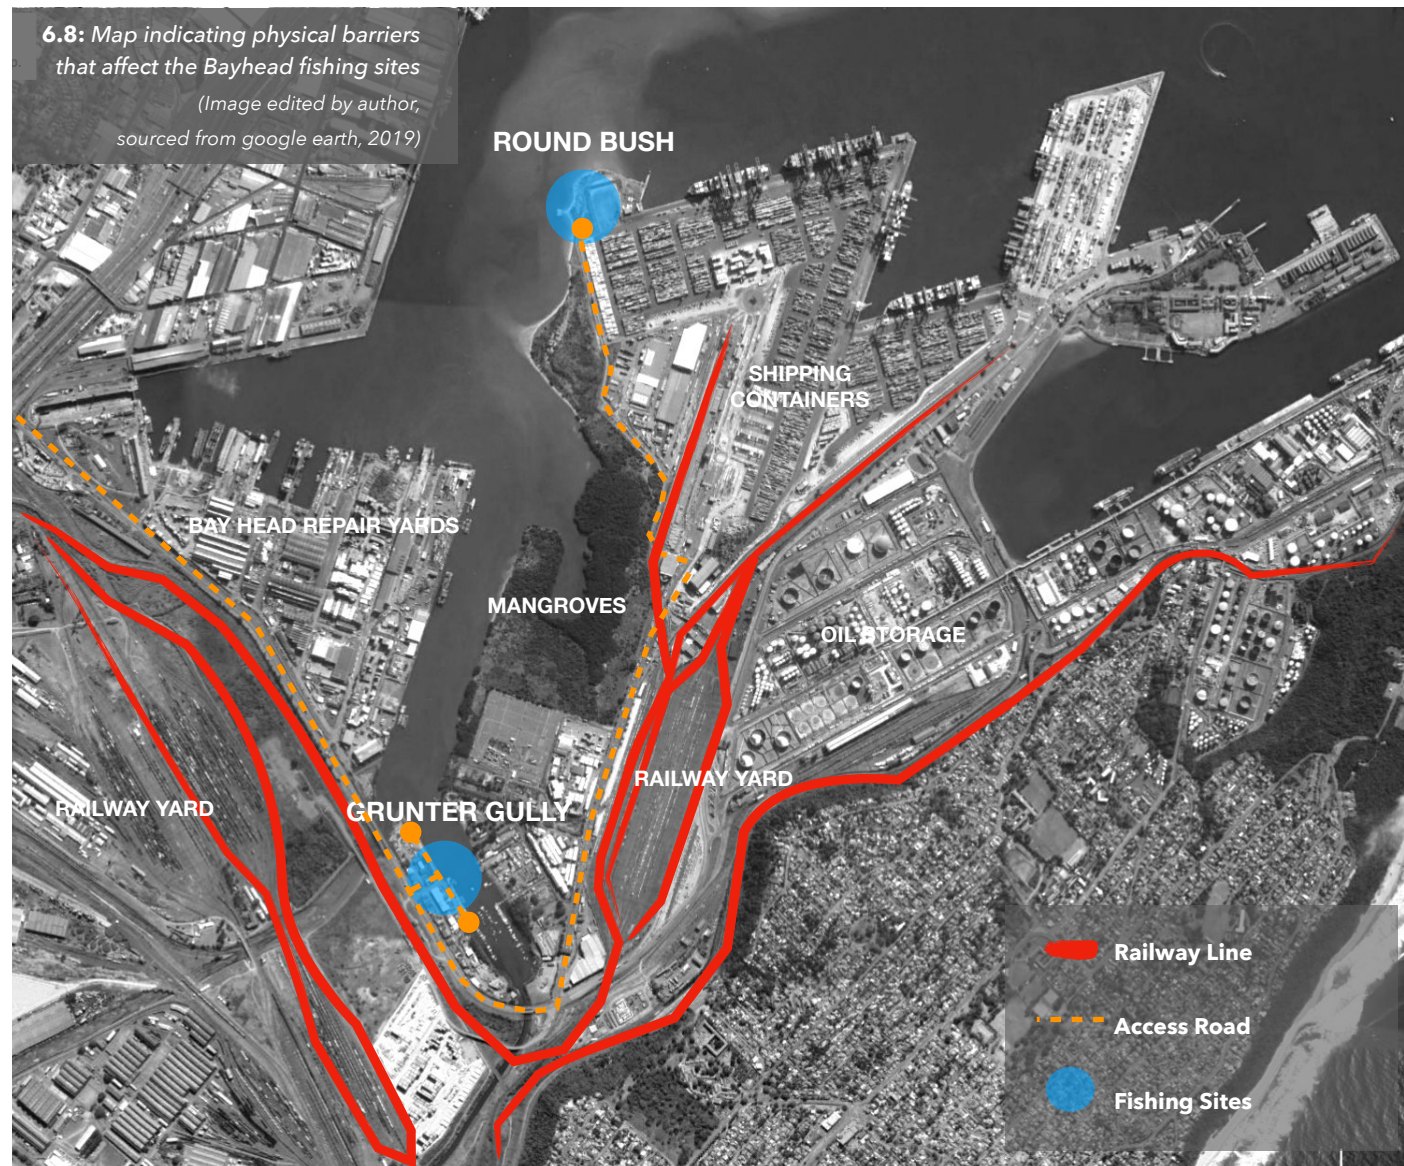 6.8: Map indicating physical barriers
that affect the Bayhead fishing sites
(Image edited by author,
sourced from google earth, 2019)
ROUND BUSH
SHIPPING
CONTAINERS
BAY HEAD REPAIR YARDS
MANGROVES
OIL STORAGE
RAILWAY YARD
RAILWAY YARD
GRUNTER GULLY
Railway Line
Access Road
Fishing Sites